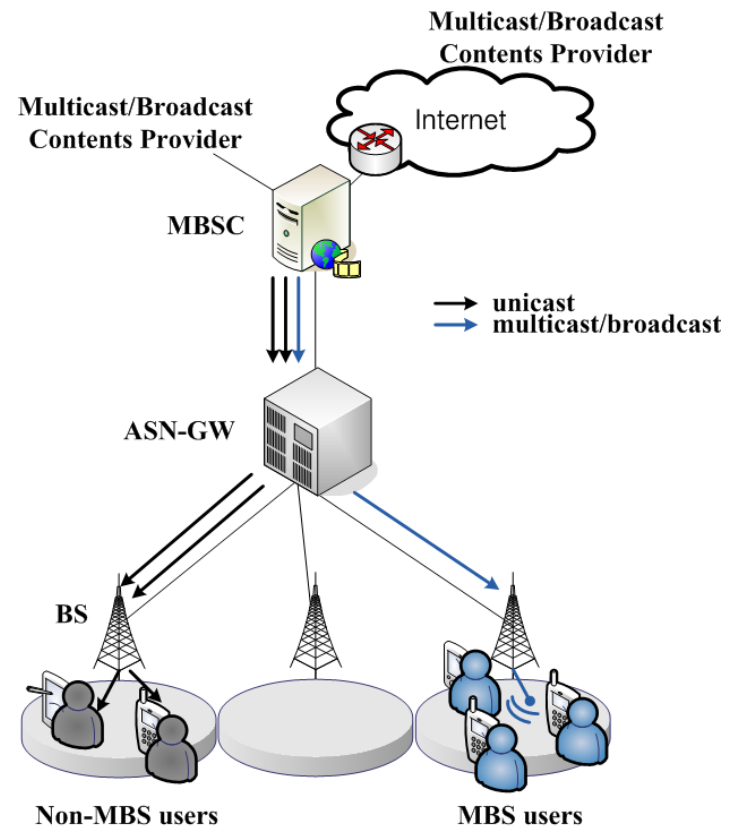 Multicast/Broadcast
Contents Provider
Internet
Multicast/Broadcast
Contents Provider
MBSC
unicast
multicast/broadcast
ASN-GW
BS
Non-MBS users
MBS users